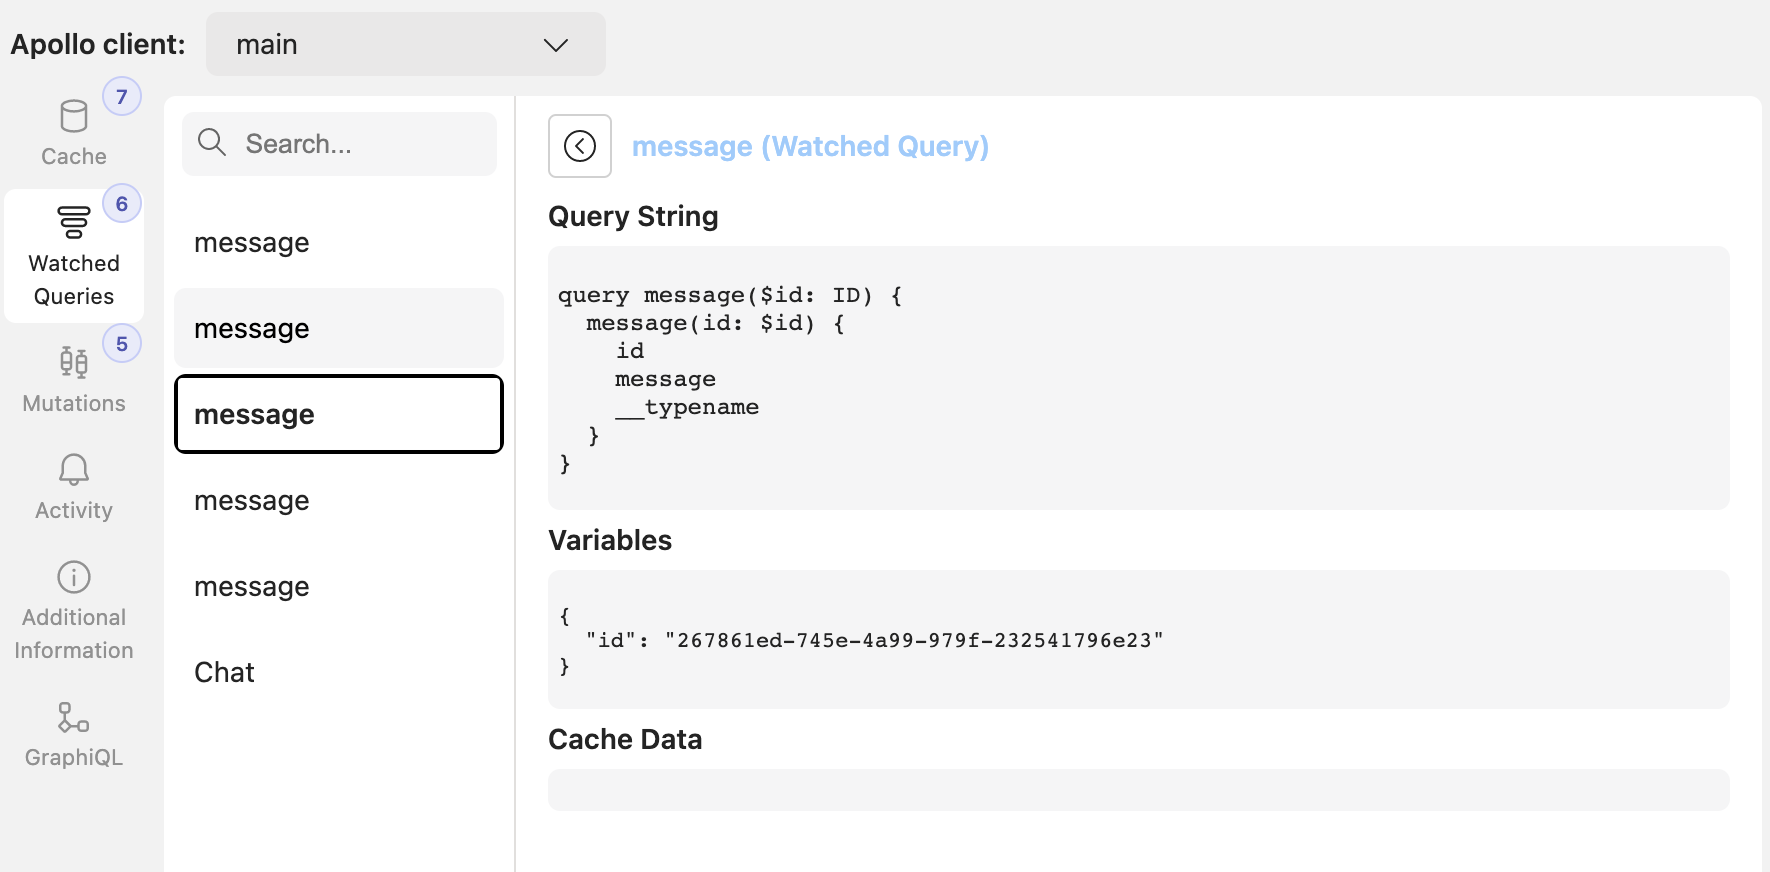 Apollo client: main
7
Cache
6
Watched
Queries
5
Mutations
Activity
Additional
Information
GraphiQL
Search...
message
message
message
message
message
Chat
message (Watched Query)
Query String
query message($id: ID) {
  message(id: $id) {
    id
    message
    __typename
  }
}
Variables
{
  "id": "267861ed-745e-4a99-979f-232541796e23"
}
Cache Data